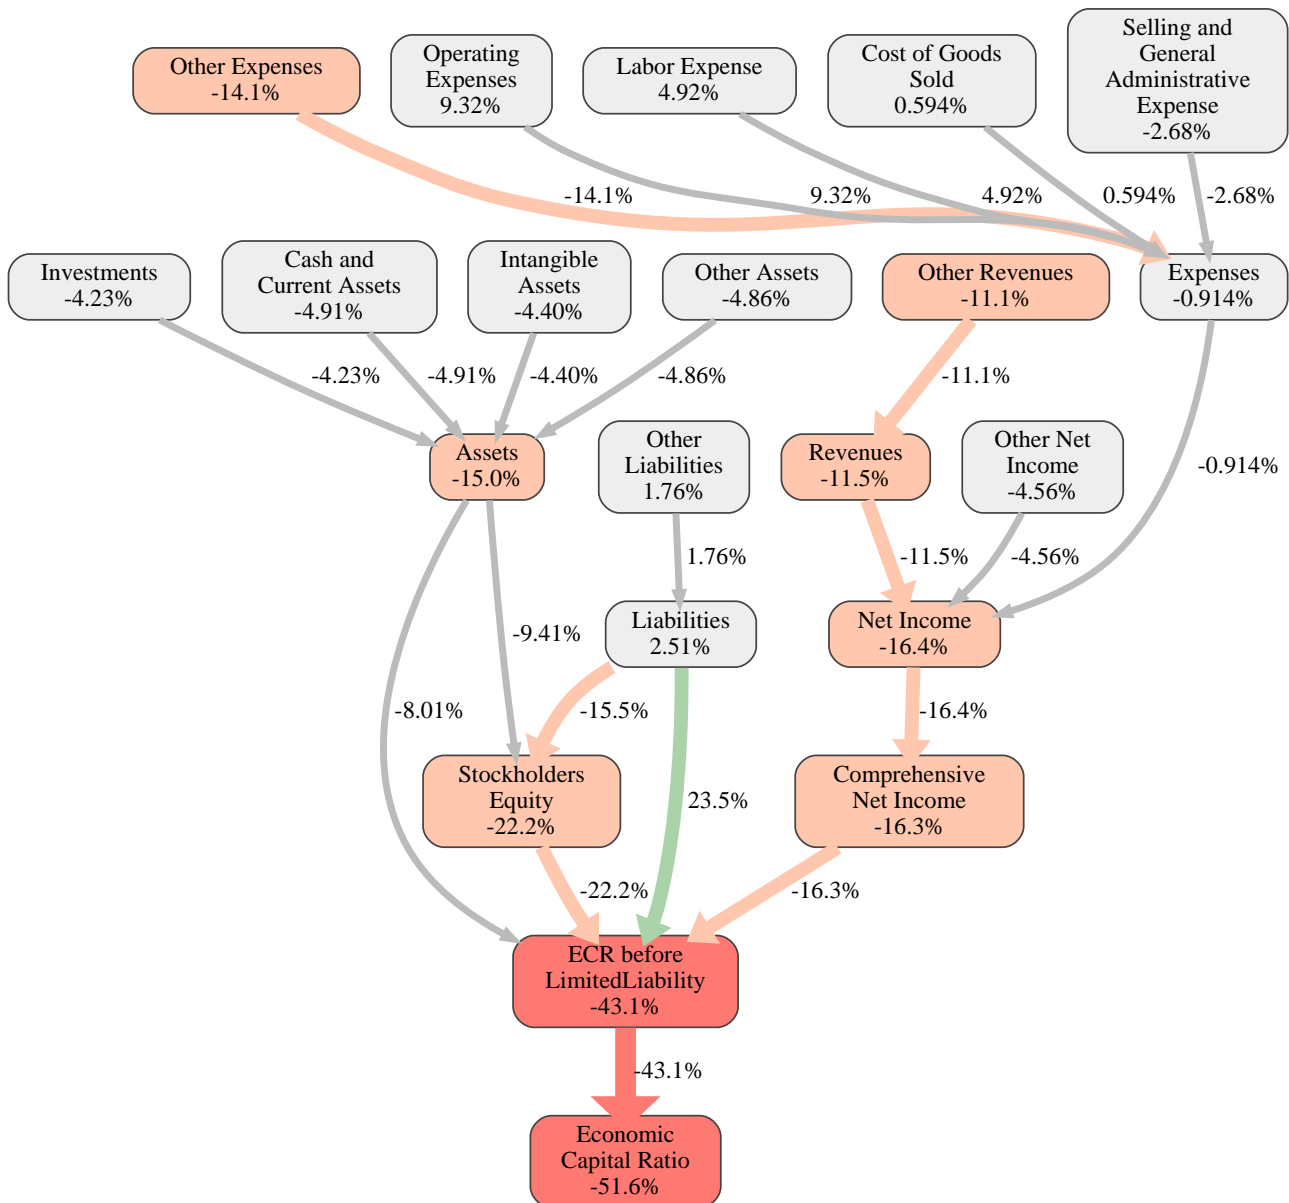 Other Expenses
-14.1%
Operating
Expenses
9.32%
Labor Expense
4.92%
Cost of Goods
Sold
0.594%
Selling and
General
Administrative
Expense
-2.68%
-14.1%
9.32%
4.92%
0.594%
-2.68%
Investments
-4.23%
Cash and
Current Assets
-4.91%
Intangible
Assets
-4.40%
Other Assets
-4.86%
Other Revenues
-11.1%
Expenses
-0.914%
-4.23%
-4.91%
-4.40%
-4.86%
-11.1%
Assets
-15.0%
Other
Liabilities
1.76%
Revenues
-11.5%
Other Net
Income
-4.56%
-0.914%
1.76%
-11.5%
-4.56%
-9.41%
Liabilities
2.51%
Net Income
-16.4%
-8.01%
-15.5%
-16.4%
Stockholders
Equity
-22.2%
23.5%
Comprehensive
Net Income
-16.3%
-22.2%
-16.3%
ECR before
LimitedLiability
-43.1%
-43.1%
Economic
Capital Ratio
-51.6%